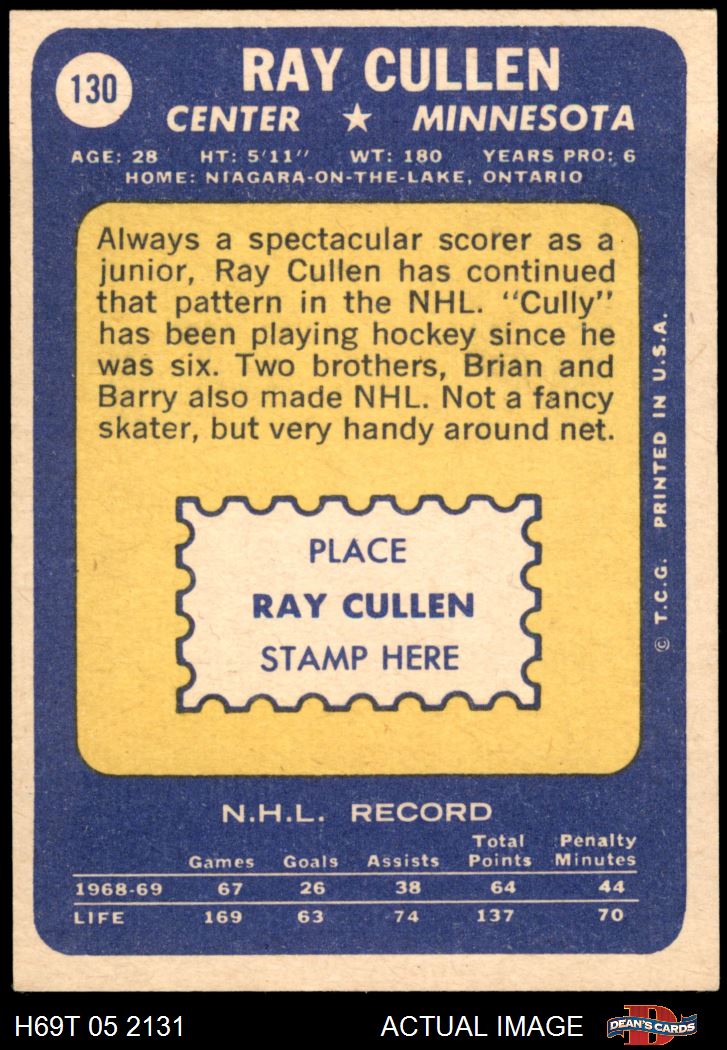 130
RAY CULLEN
CENTER ★ MINNESOTA
AGE: 28 HT: 5'11" WT: 180 YEARS PRO: 6
HOME: NIAGARA-ON-THE-LAKE, ONTARIO
Always a spectacular scorer as a
junior, Ray Cullen has continued
that pattern in the NHL. "Cully"
has been playing hockey since he
was six. Two brothers, Brian and
Barry also made NHL. Not a fancy
skater, but very handy around net.
PLACE
RAY CULLEN
STAMP HERE
© T.C.G. PRINTED IN U.S.A.
N.H.L. RECORD
Games Goals Assists Total Points Penalty Minutes
1968-69 67 26 38 64 44
LIFE 169 63 74 137 70
H69T 05 2131 ACTUAL IMAGE DEAN'S CARDS